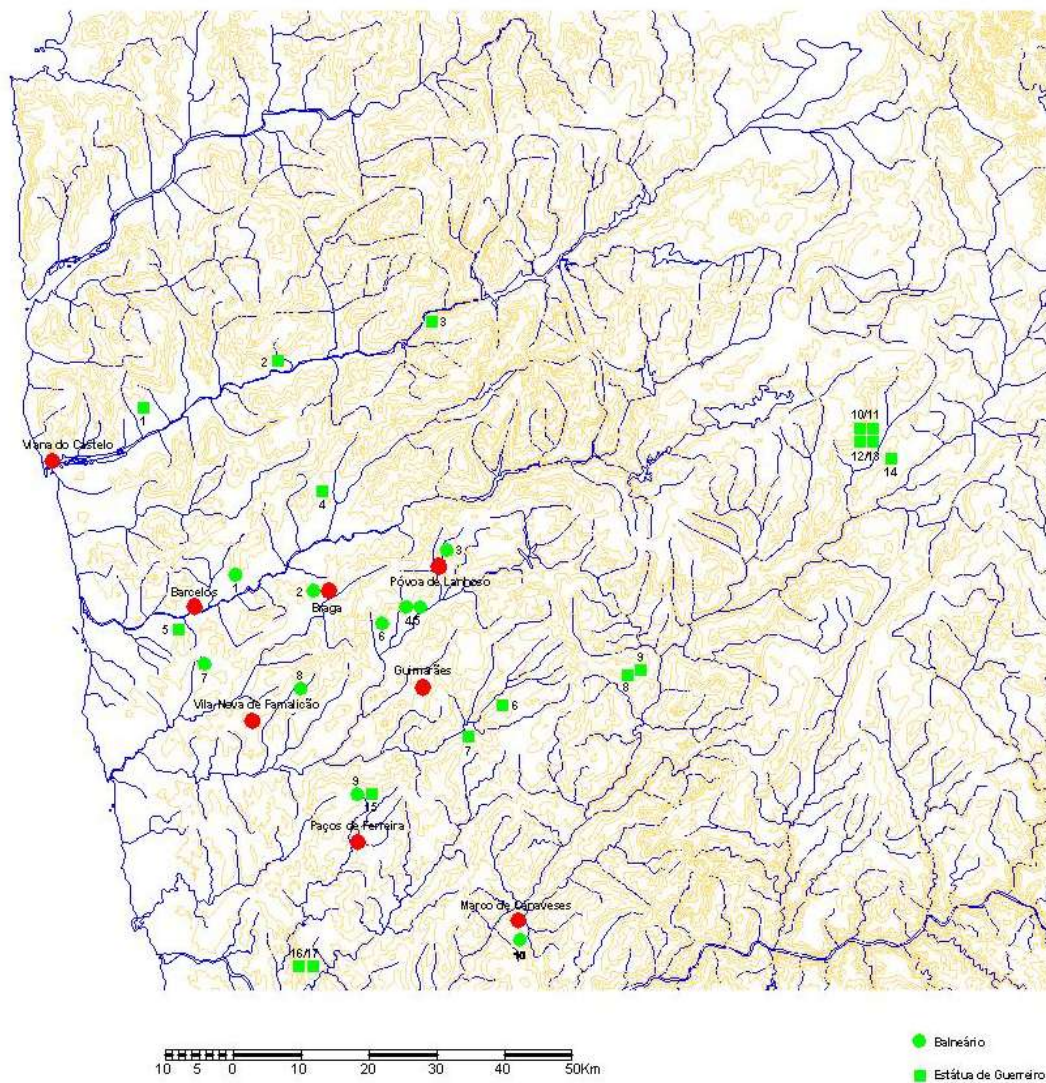 3
2
1
Viana do Castelo
10/11
12/13
14
4
3
Póvoa de Lanhoso
1
2
Braga
Barcelos
4/5
5
6
7
Guimarães
9
8
8
Vila Nova de Famalicão
6
7
9
15
Paços de Ferreira
Marco de Canaveses
10
16/17
10 5 0 10 20 30 40 50Km
Balneário
Estátua de Guerreiro